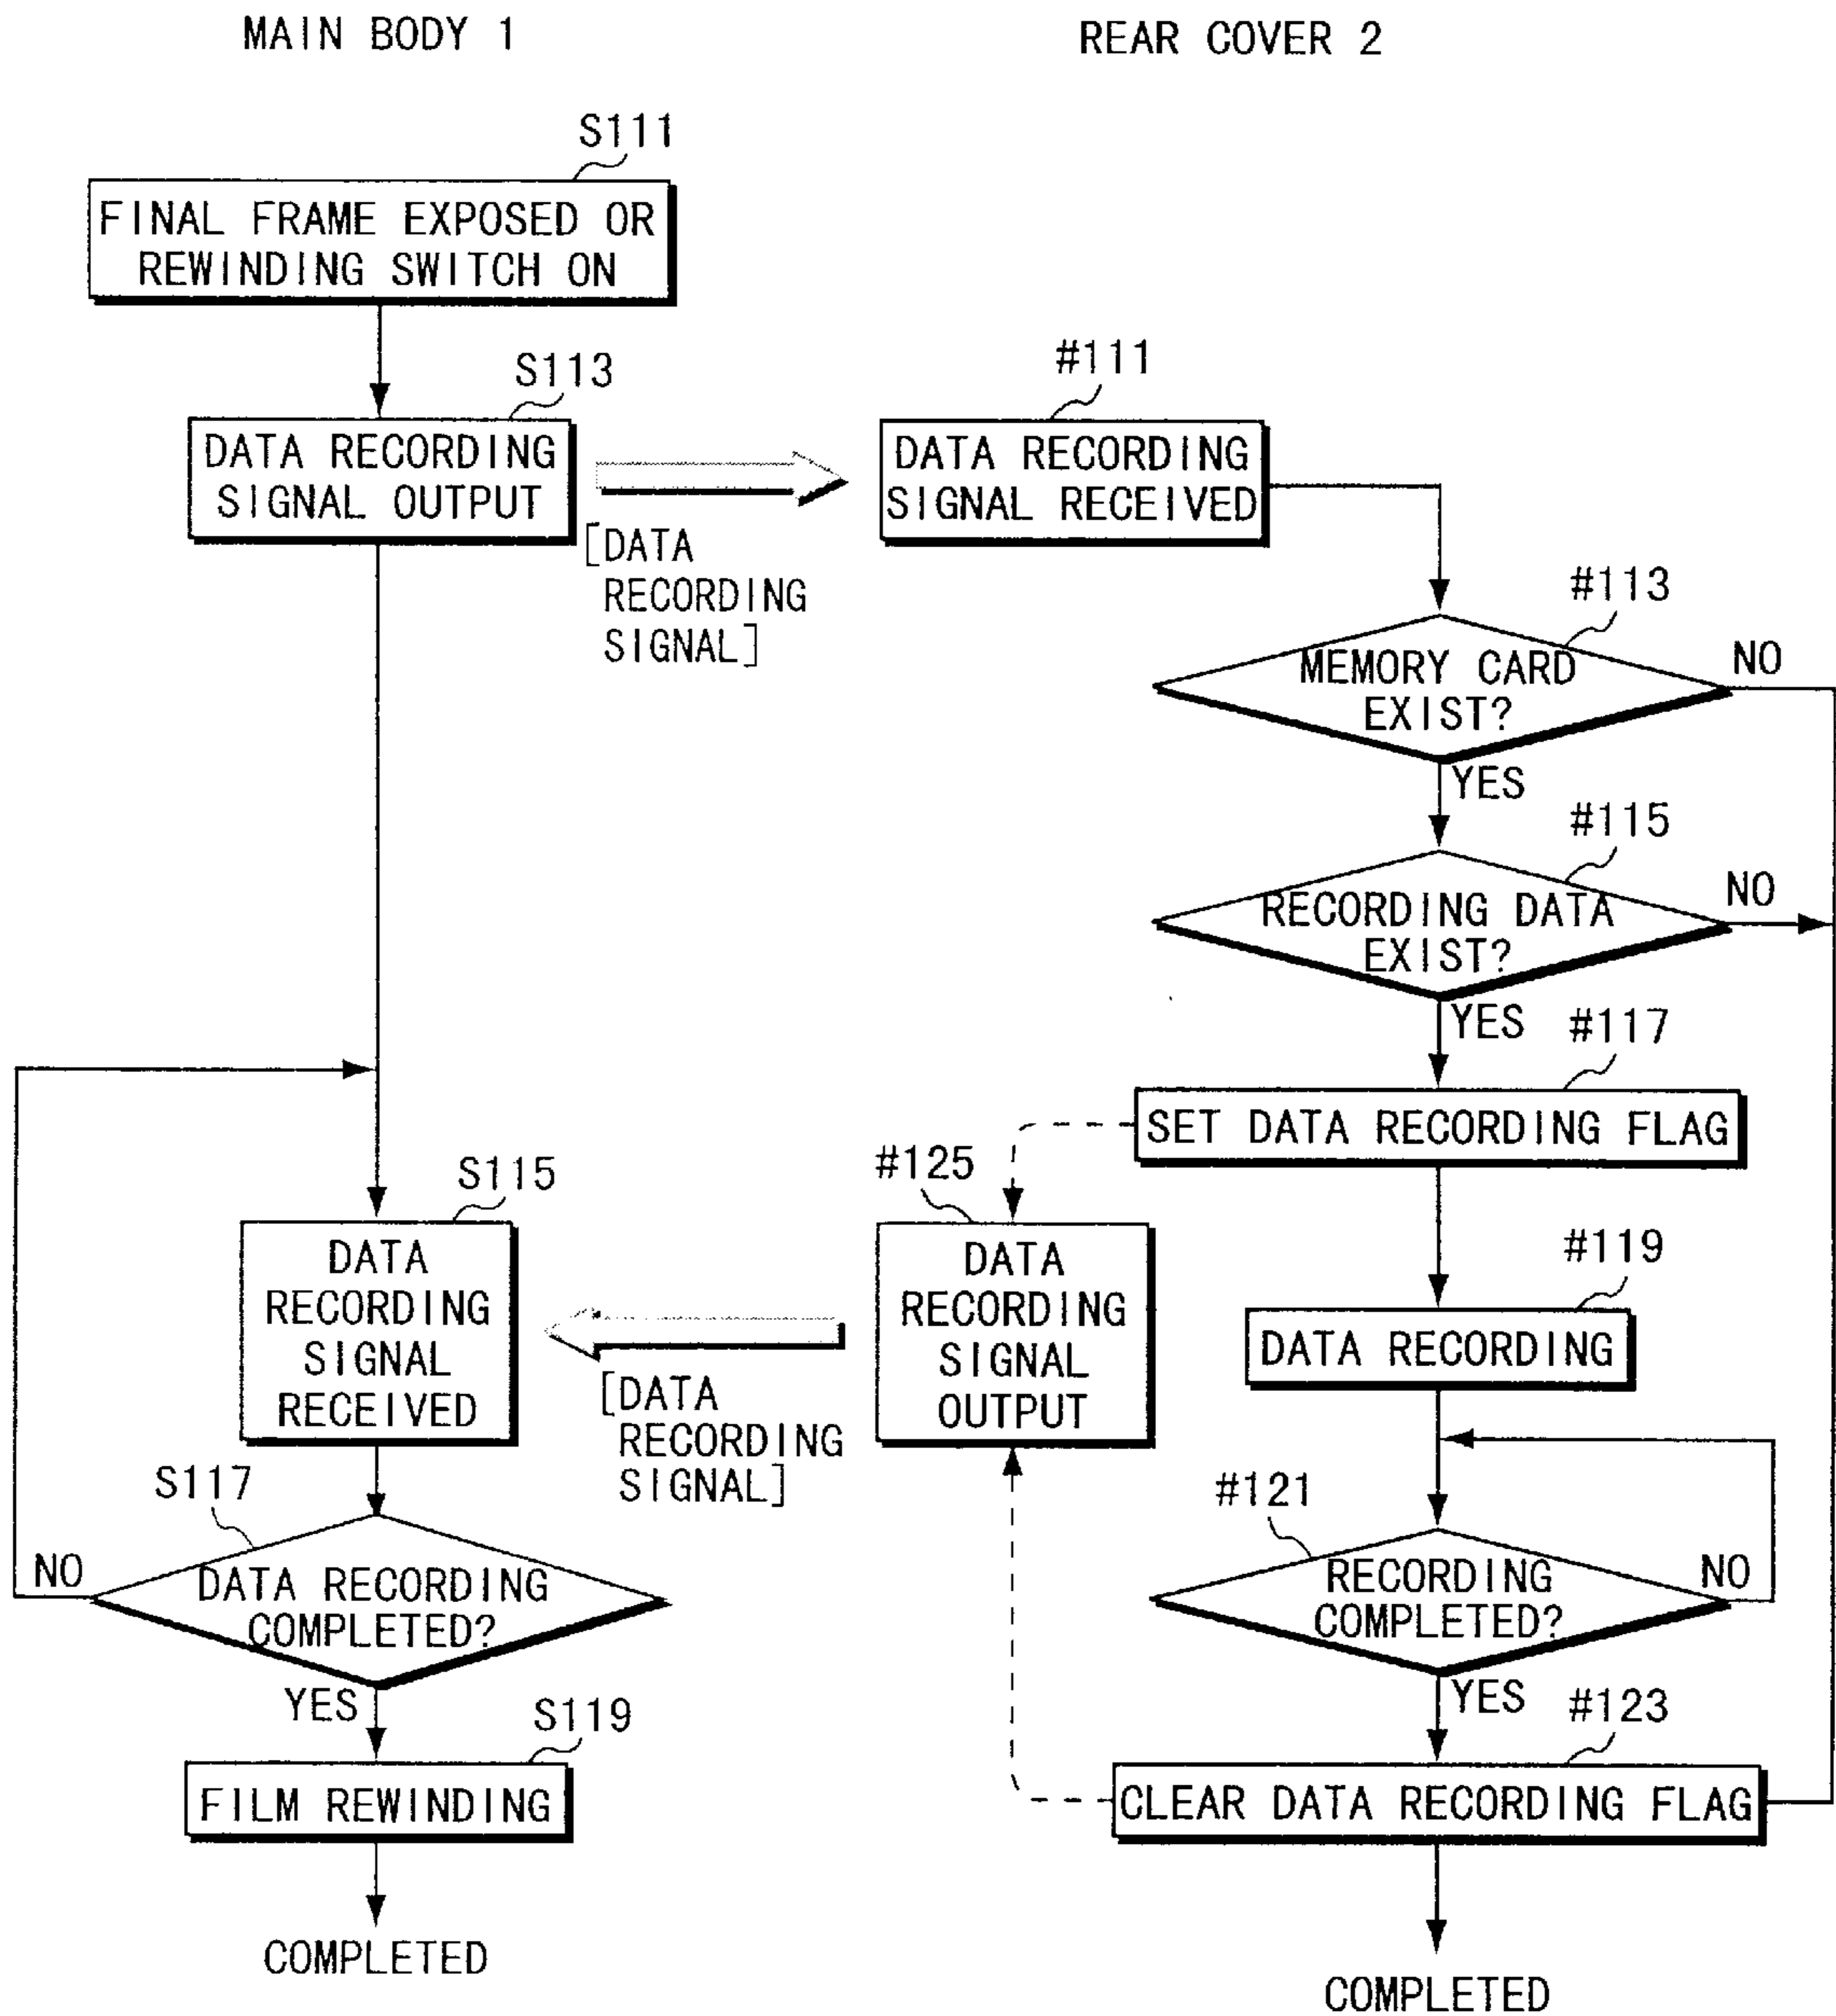 MAIN BODY 1
REAR COVER 2
S111
FINAL FRAME EXPOSED OR
REWINDING SWITCH ON
S113
DATA RECORDING
SIGNAL OUTPUT
[DATA
RECORDING
SIGNAL]
#111
DATA RECORDING
SIGNAL RECEIVED
#113
MEMORY CARD
EXIST?
NO
YES
#115
RECORDING DATA
EXIST?
NO
YES
#117
SET DATA RECORDING FLAG
S115
DATA
RECORDING
SIGNAL
RECEIVED
#125
DATA
RECORDING
SIGNAL
OUTPUT
[DATA
RECORDING
SIGNAL]
#119
DATA RECORDING
S117
DATA RECORDING
COMPLETED?
NO
YES
#121
RECORDING
COMPLETED?
NO
YES
S119
FILM REWINDING
COMPLETED
#123
CLEAR DATA RECORDING FLAG
COMPLETED